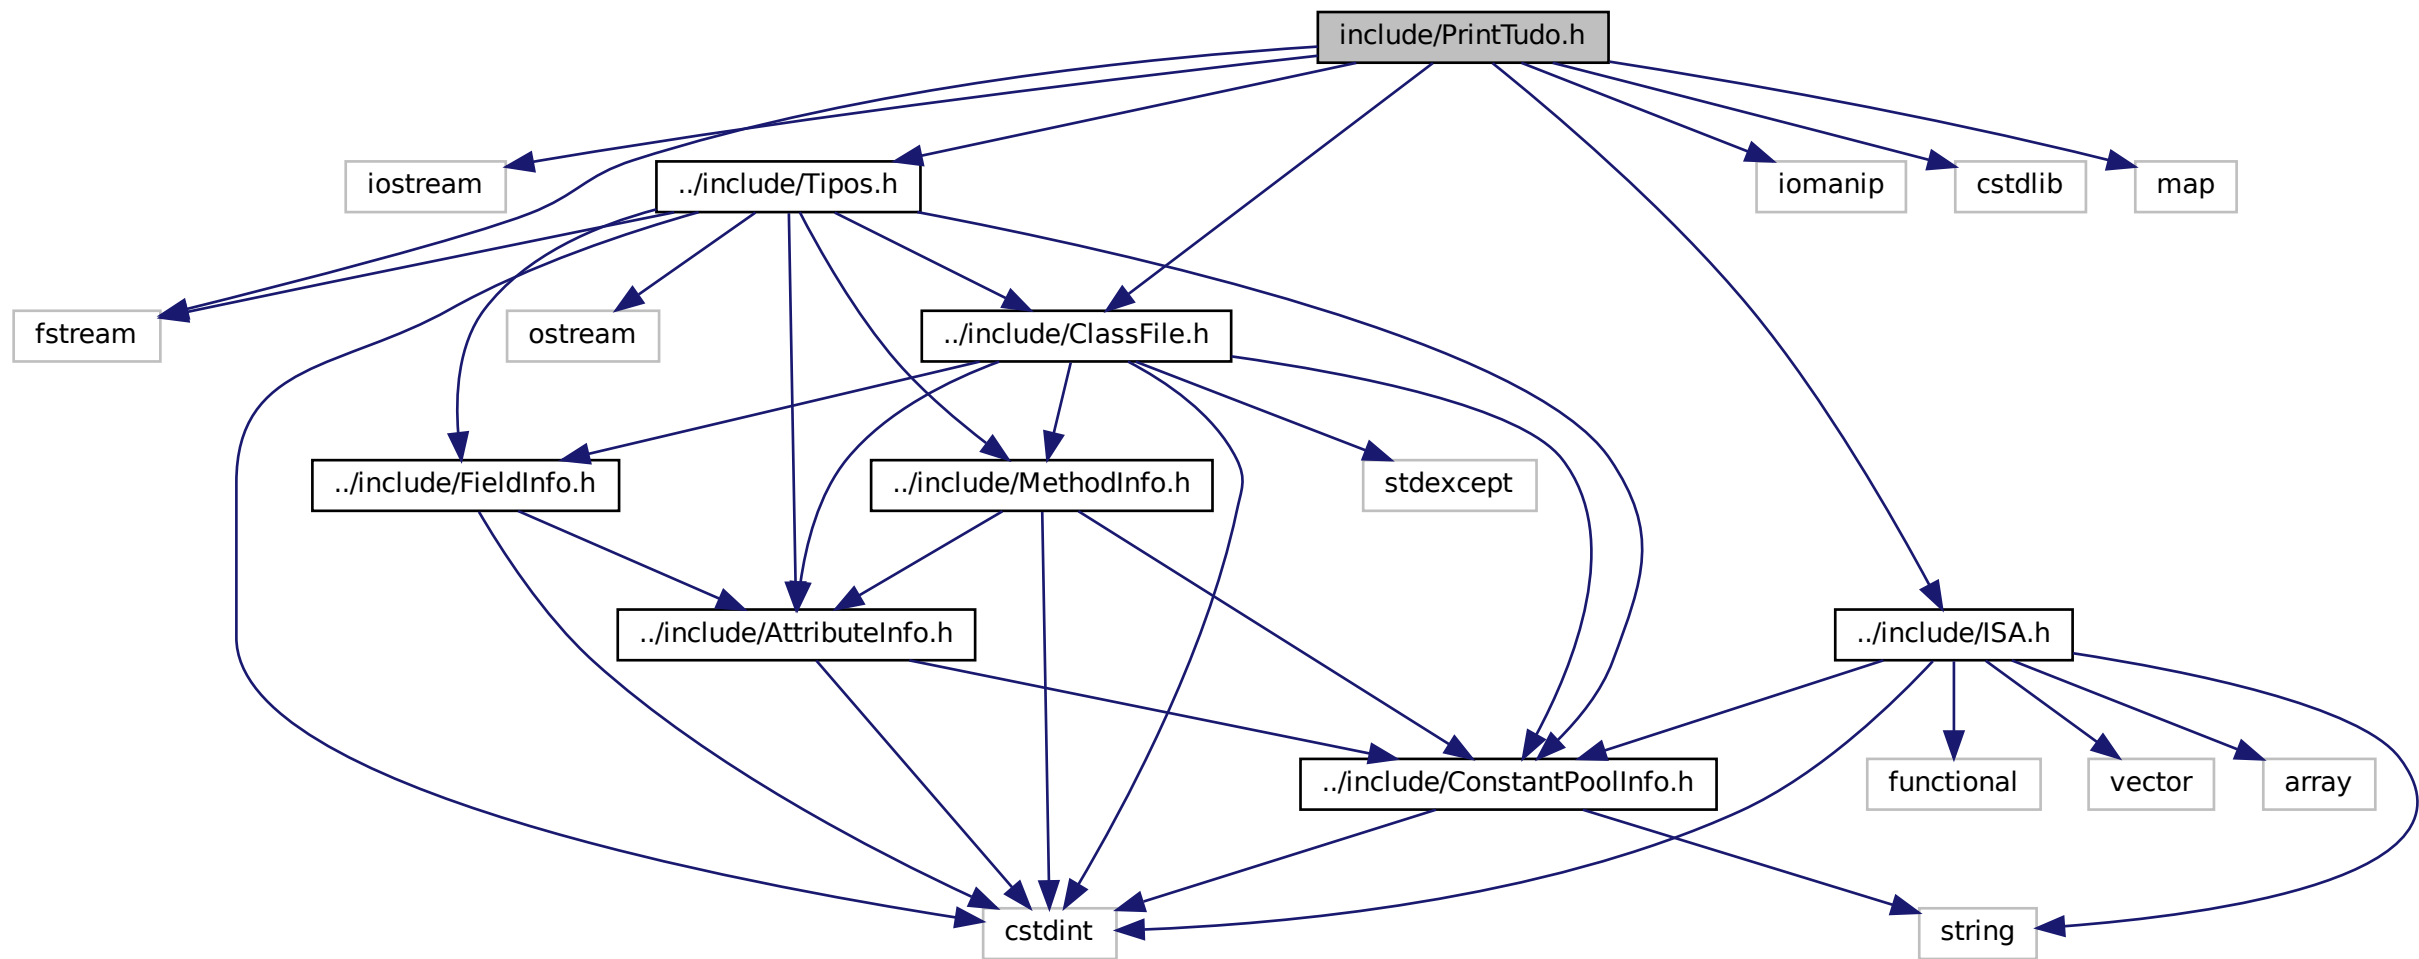 include/PrintTudo.h
iostream
../include/Tipos.h
iomanip
cstdlib
map
fstream
ostream
../include/ClassFile.h
../include/FieldInfo.h
../include/MethodInfo.h
stdexcept
../include/AttributeInfo.h
../include/ISA.h
../include/ConstantPoolInfo.h
functional
vector
array
cstdint
string